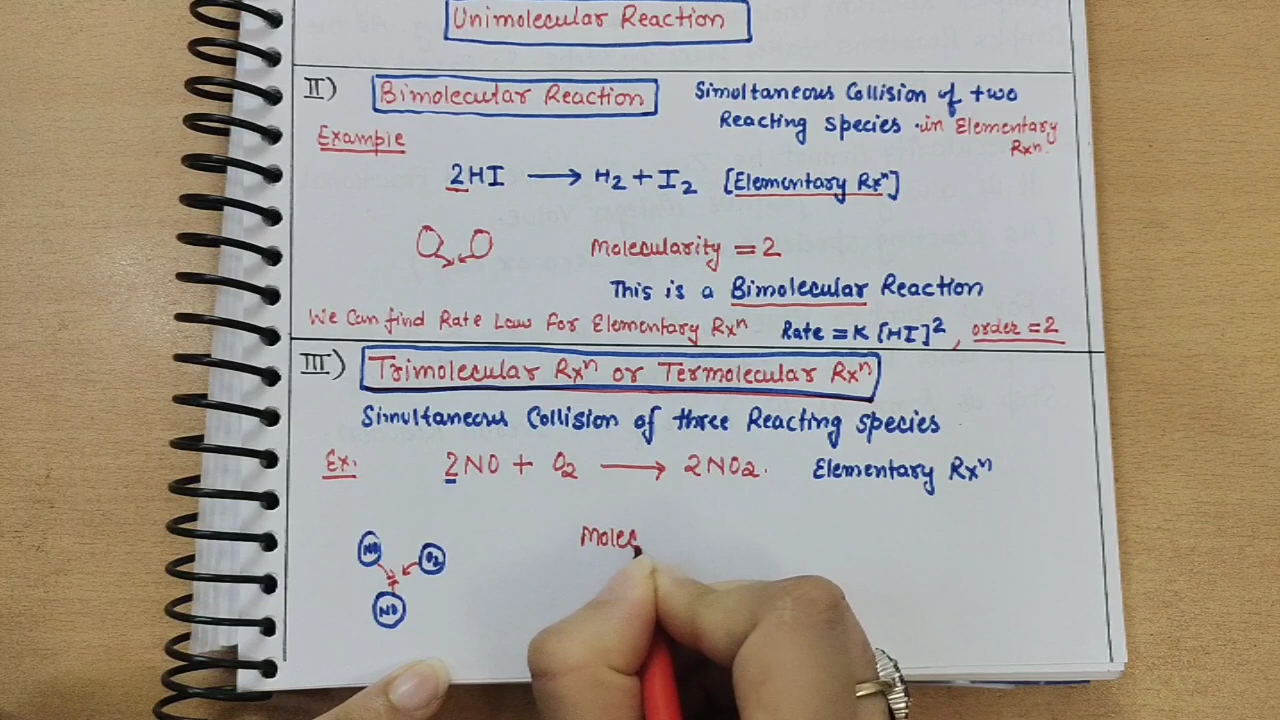 Unimolecular Reaction
II) Bimolecular Reaction
Simultaneous Collision of two
Reacting species in Elementary
Rxn.
Example
2HI ⟶ H₂ + I₂ [Elementary Rxⁿ]
Molecularity = 2
This is a Bimolecular Reaction
We Can find Rate Law for Elementary Rxⁿ Rate = K [HI]², order = 2
III) Trimolecular Rxⁿ or Termolecular Rxⁿ
Simultaneous Collision of three Reacting species
Ex. 2NO + O₂ ⟶ 2NO₂. Elementary Rxⁿ
NO O₂
NO
Molec